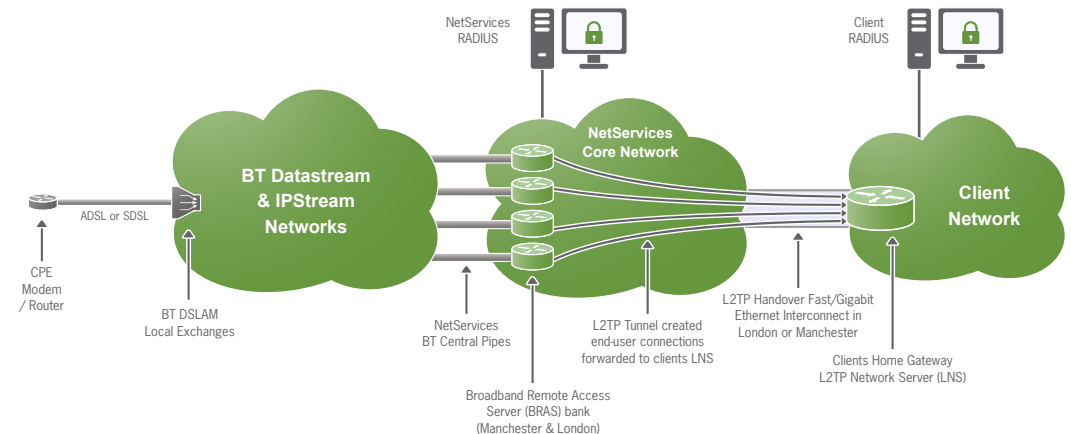 NetServices
RADIUS
Client
RADIUS
BT Datastream
& IPStream
Networks
NetServices
Core Network
Client
Network
ADSL or SDSL
CPE
Modem
/ Router
BT DSLAM
Local Exchanges
NetServices
BT Central Pipes
Broadband Remote Access
Server (BRAS) bank
(Manchester & London)
L2TP Tunnel created
end-user connections
forwarded to clients LNS
L2TP Handover Fast/Gigabit
Ethernet Interconnect in
London or Manchester
Clients Home Gateway
L2TP Network Server (LNS)